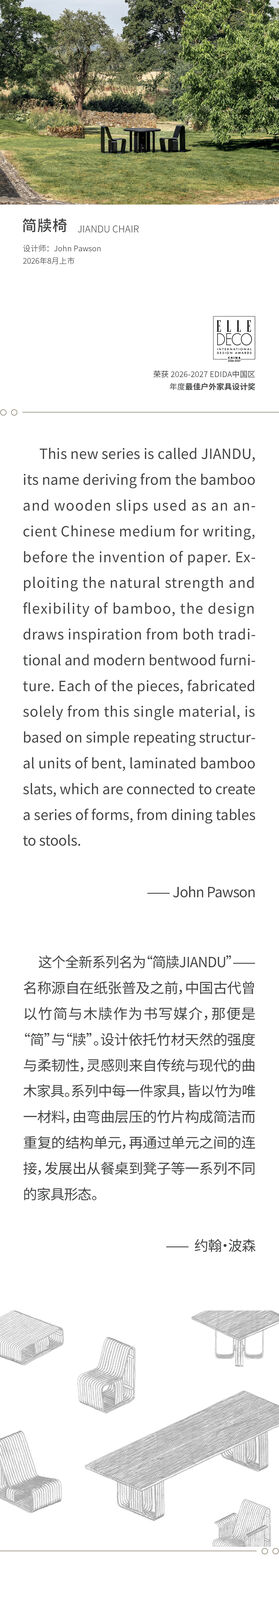 简牍椅 JIANDU CHAIR
设计师：John Pawson
2026年8月上市
ELLE
DECO
INTERNATIONAL
DESIGN AWARDS
CHINA
荣获 2026-2027 EDIDA中国区
年度最佳户外家具设计奖
This new series is called JIANDU,
its name deriving from the bamboo
and wooden slips used as an an-
cient Chinese medium for writing,
before the invention of paper. Ex-
ploiting the natural strength and
flexibility of bamboo, the design
draws inspiration from both tradi-
tional and modern bentwood furni-
ture. Each of the pieces, fabricated
solely from this single material, is
based on simple repeating structur-
al units of bent, laminated bamboo
slats, which are connected to create
a series of forms, from dining tables
to stools.
—— John Pawson
这个全新系列名为“简牍JIANDU”——
名称源自在纸张普及之前，中国古代曾
以竹简与木牍作为书写媒介，那便是
“简”与“牍”。设计依托竹材天然的强度
与柔韧性，灵感则来自传统与现代的曲
木家具。系列中每一件家具，皆以竹为唯
一材料，由弯曲层压的竹片构成简洁而
重复的结构单元，再通过单元之间的连
接，发展出从餐桌到凳子等一系列不同
的家具形态。
—— 约翰·波森